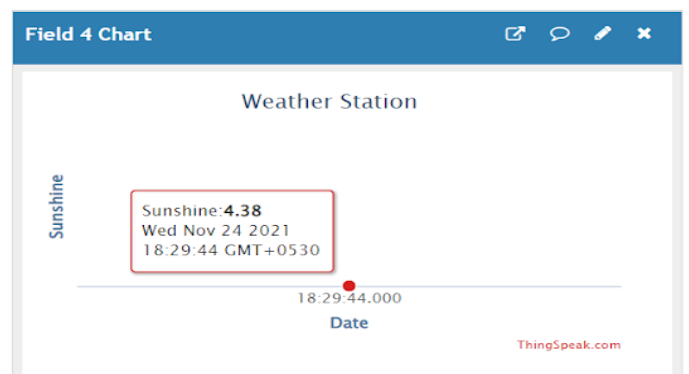 Field 4 Chart
Weather Station
Sunshine
Sunshine:4.38
Wed Nov 24 2021
18:29:44 GMT+0530
18:29:44.000
Date
ThingSpeak.com